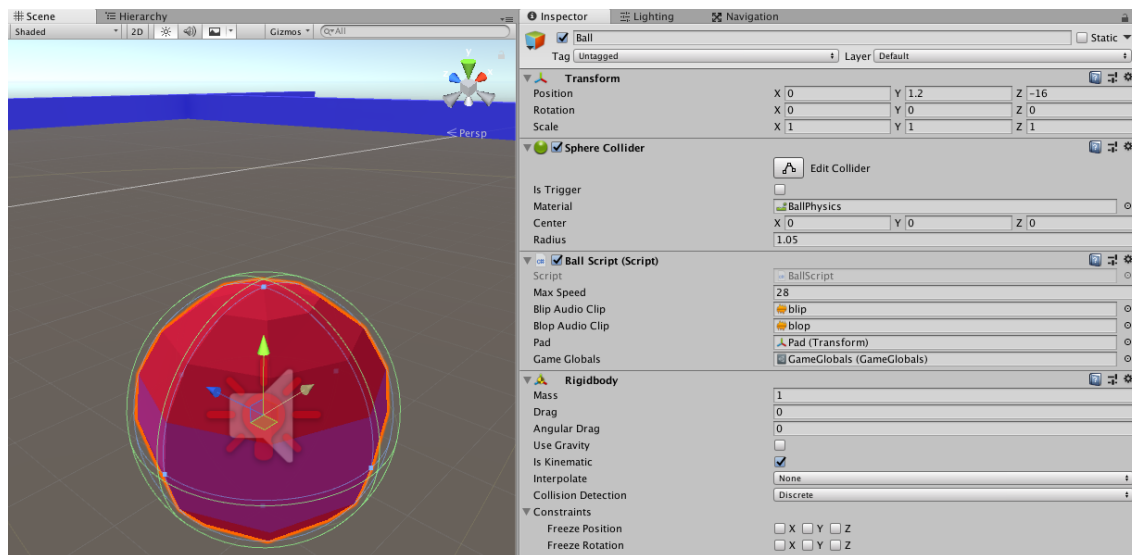 Scene Hierarchy
Shaded 2D Gizmos All
y
z x
Persp
Inspector Lighting Navigation
Ball Static
Tag Untagged Layer Default
Transform
Position X 0 Y 1.2 Z -16
Rotation X 0 Y 0 Z 0
Scale X 1 Y 1 Z 1
Sphere Collider
Edit Collider
Is Trigger
Material BallPhysics
Center X 0 Y 0 Z 0
Radius 1.05
Ball Script (Script)
Script BallScript
Max Speed 28
Blip Audio Clip blip
Blop Audio Clip blop
Pad Pad (Transform)
Game Globals GameGlobals (GameGlobals)
Rigidbody
Mass 1
Drag 0
Angular Drag 0
Use Gravity
Is Kinematic
Interpolate None
Collision Detection Discrete
Constraints
Freeze Position X Y Z
Freeze Rotation X Y Z